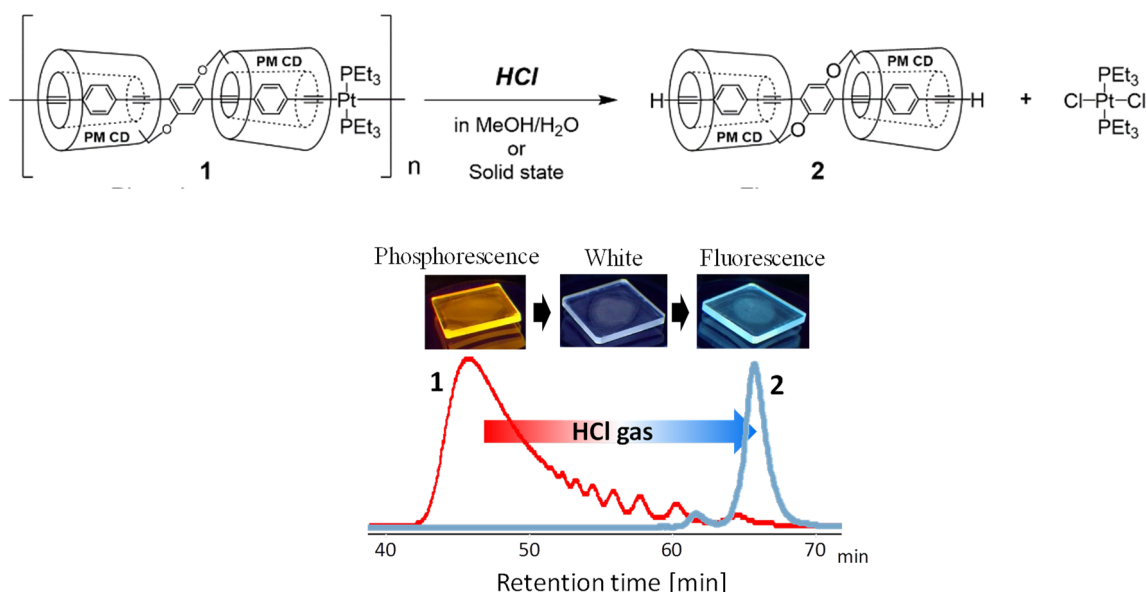 PM CD
PM CD
O
O
PEt3
Pt
PEt3
1
n
HCl
in MeOH/H2O
or
Solid state
H
PM CD
PM CD
O
O
H
2
+
PEt3
Cl-Pt-Cl
PEt3
Phosphorescence
White
Fluorescence
1
2
HCl gas
40
50
60
70
min
Retention time [min]